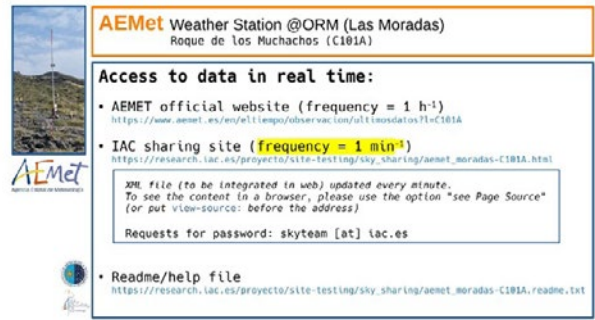 AEMet Weather Station @ORM (Las Moradas)
Roque de los Muchachos (C101A)
Access to data in real time:
• AEMET official website (frequency = 1 h⁻¹)
https://www.aemet.es/en/eltiempo/observacion/ultimosdatos?l=C101A
• IAC sharing site (frequency = 1 min⁻¹)
https://research.iac.es/proyecto/site-testing/sky_sharing/aemet_moradas-C101A.html
AEMet
XML file (to be integrated in web) updated every minute.
To see the content in a browser, please use the option "see Page Source"
(or put view-source: before the address)
Requests for password: skyteam [at] iac.es
• Readme/help file
https://research.iac.es/proyecto/site-testing/sky_sharing/aemet_moradas-C101A.readme.txt